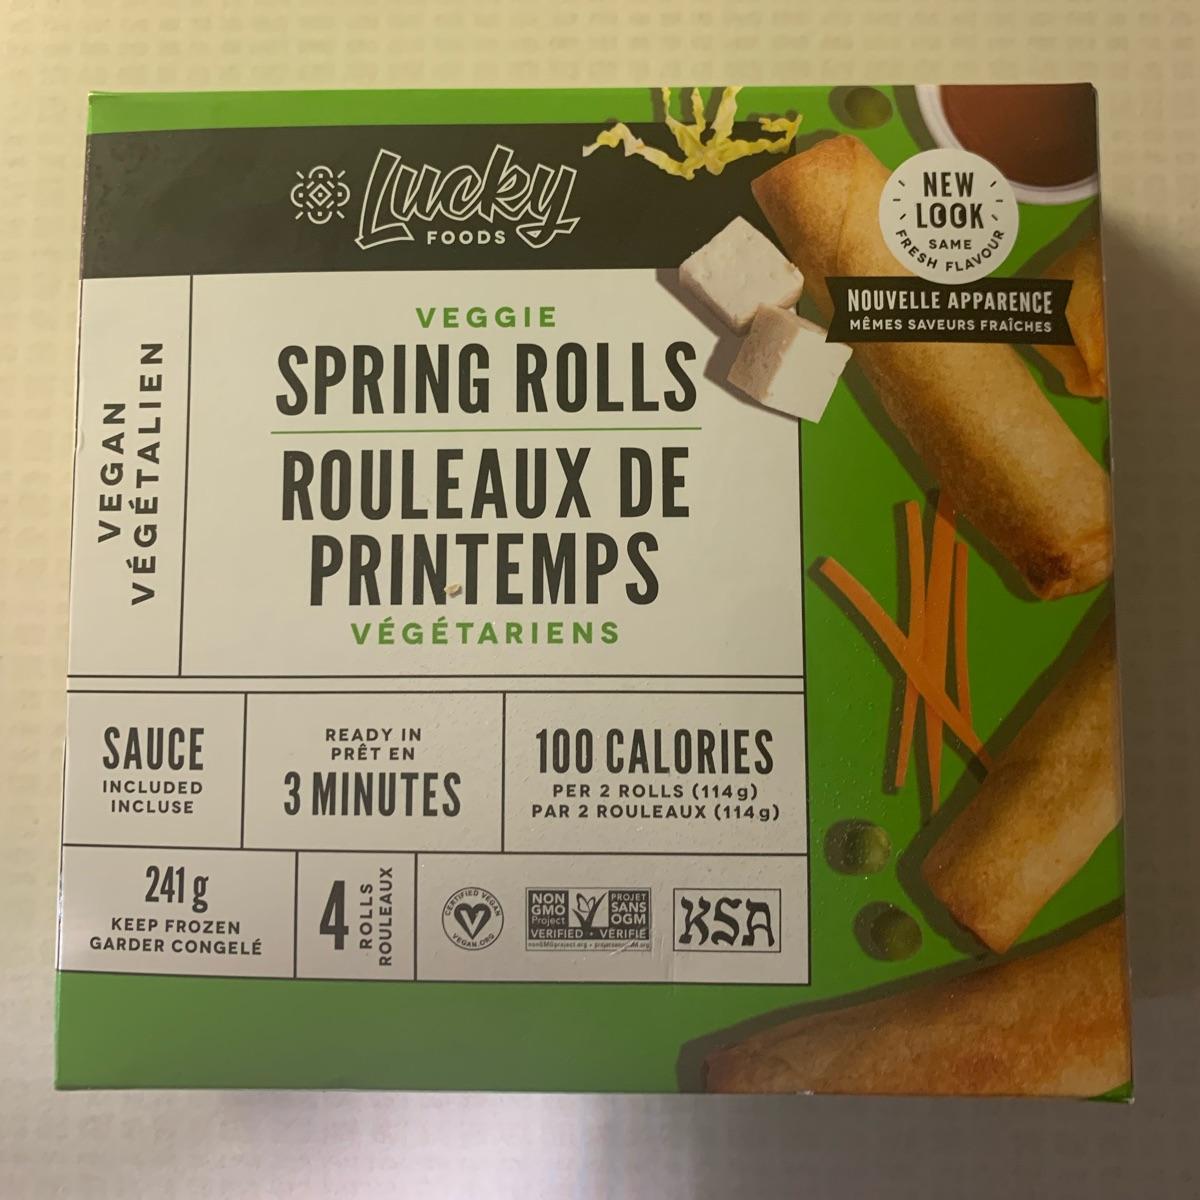 Lucky
FOODS
NEW
LOOK
SAME
FRESH FLAVOUR
NOUVELLE APPARENCE
MÊMES SAVEURS FRAÎCHES
VEGAN
VÉGÉTALIEN
VEGGIE
SPRING ROLLS
ROULEAUX DE
PRINTEMPS
VÉGÉTARIENS
SAUCE
INCLUDED
INCLUSE
READY IN
PRÊT EN
3 MINUTES
100 CALORIES
PER 2 ROLLS (114g)
PAR 2 ROULEAUX (114g)
241 g
KEEP FROZEN
GARDER CONGELÉ
4
ROLLS
ROULEAUX
CERTIFIED VEGAN
VEGAN.ORG
NON
GMO
Project
PROJET
SANS
OGM
VERIFIED • VÉRIFIÉ
nonGMOproject.org
KSA